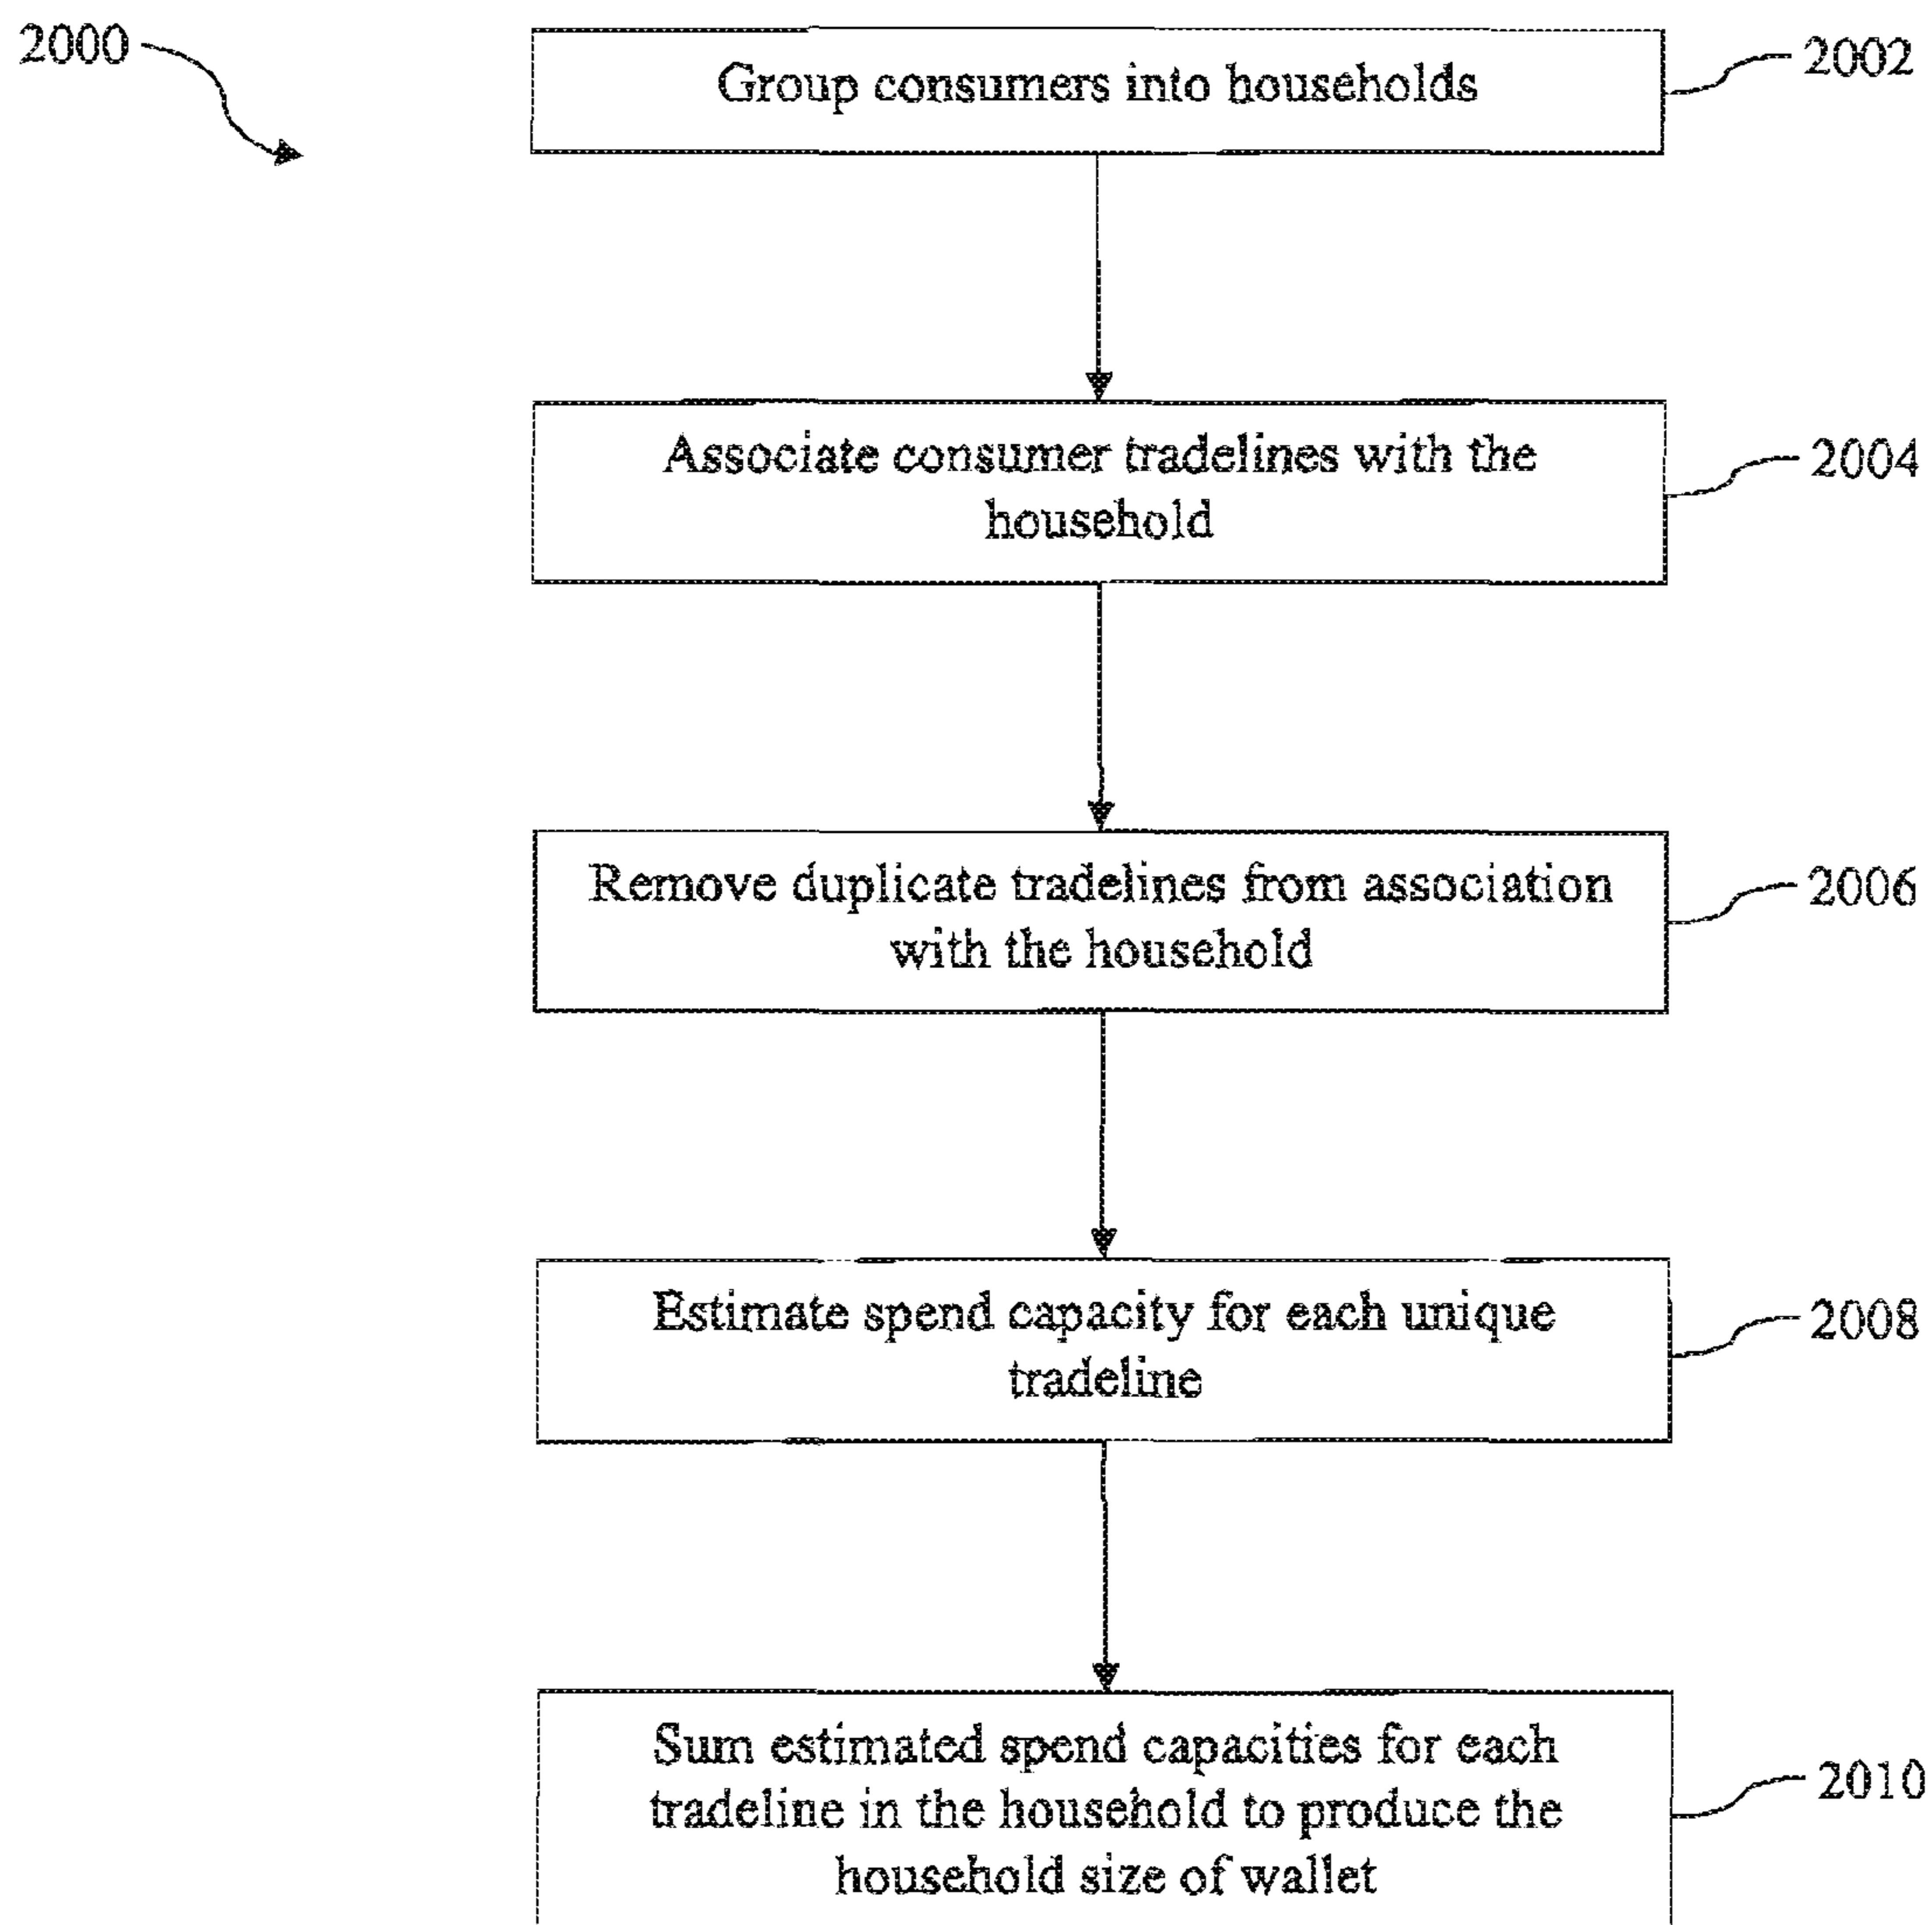 2000
Group consumers into households
2002
Associate consumer tradelines with the
household
2004
Remove duplicate tradelines from association
with the household
2006
Estimate spend capacity for each unique
tradeline
2008
Sum estimated spend capacities for each
tradeline in the household to produce the
household size of wallet
2010